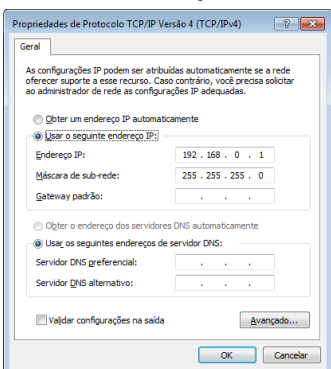 Propriedades de Protocolo TCP/IP Versão 4 (TCP/IPv4)
Geral
As configurações IP podem ser atribuídas automaticamente se a rede
oferecer suporte a esse recurso. Caso contrário, você precisa solicitar
ao administrador de rede as configurações IP adequadas.
Obter um endereço IP automaticamente
Usar o seguinte endereço IP:
Endereço IP: 192 . 168 . 0 . 1
Máscara de sub-rede: 255 . 255 . 255 . 0
Gateway padrão: . . .
Obter o endereço dos servidores DNS automaticamente
Usar os seguintes endereços de servidor DNS:
Servidor DNS preferencial: . . .
Servidor DNS alternativo: . . .
Validar configurações na saída
Avançado...
OK Cancelar